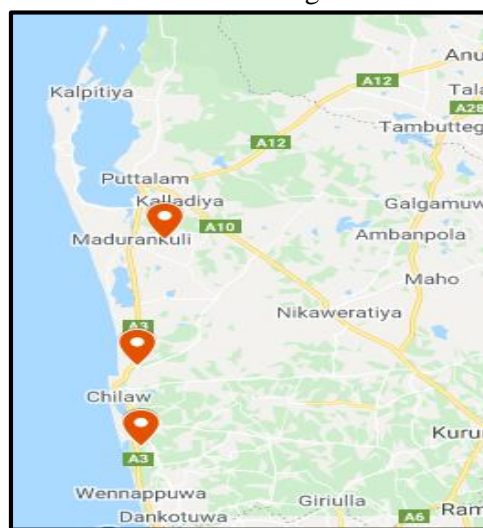 Anu
Kalpitiya
A12
Tala
A28
Tambutteg
A12
Puttalam
Kalladiya
Galgamuw
A10
Madurankuli
Ambanpola
Maho
Nikaweratiya
A3
Chilaw
Kuru
A3
Wennappuwa
Giriulla
A6
Ram
Dankotuwa